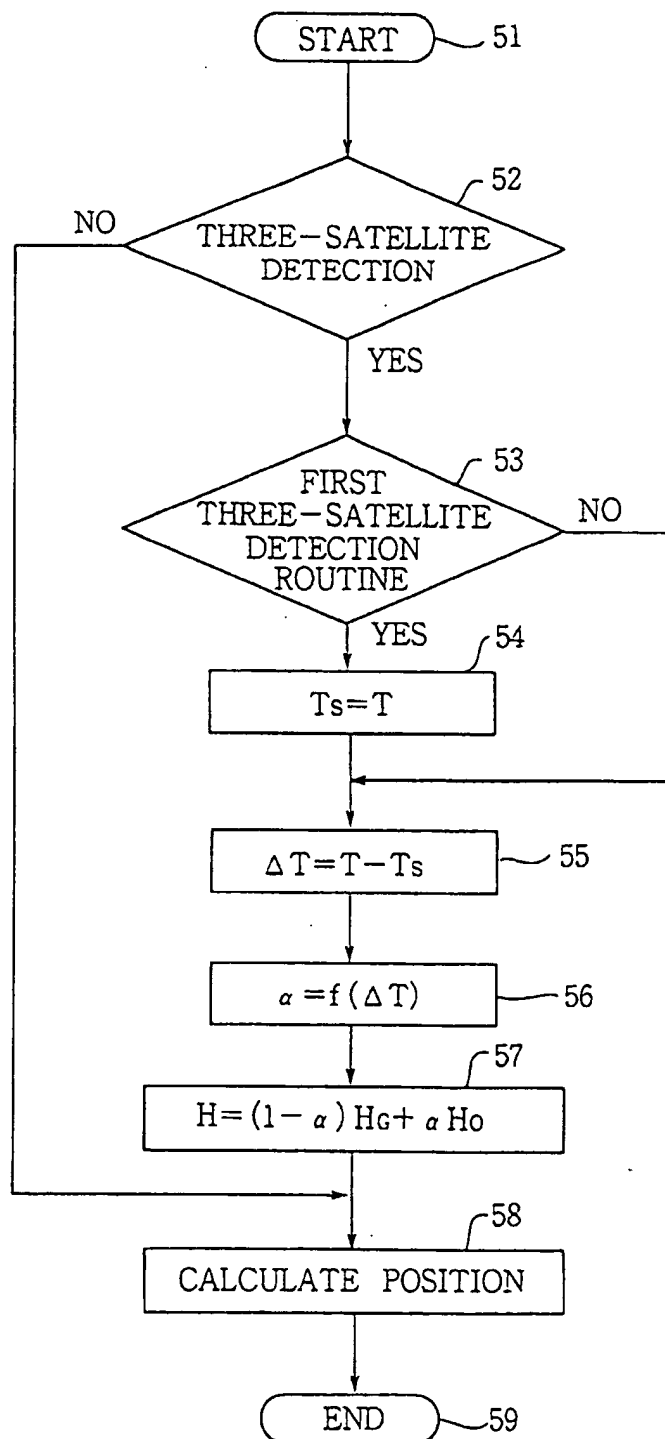 START
51
52
NO
THREE-SATELLITE
DETECTION
YES
53
FIRST
THREE-SATELLITE
DETECTION
ROUTINE
NO
YES
54
Ts=T
ΔT=T-Ts
55
α=f(ΔT)
56
57
H=(1-α)HG+αHo
58
CALCULATE POSITION
END
59